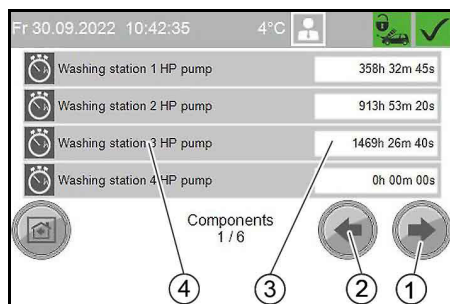 Fr 30.09.2022 10:42:35 4°C
Washing station 1 HP pump 358h 32m 45s
Washing station 2 HP pump 913h 53m 20s
Washing station 3 HP pump 1469h 26m 40s
Washing station 4 HP pump 0h 00m 00s
Components
1 / 6
4 3 2 1